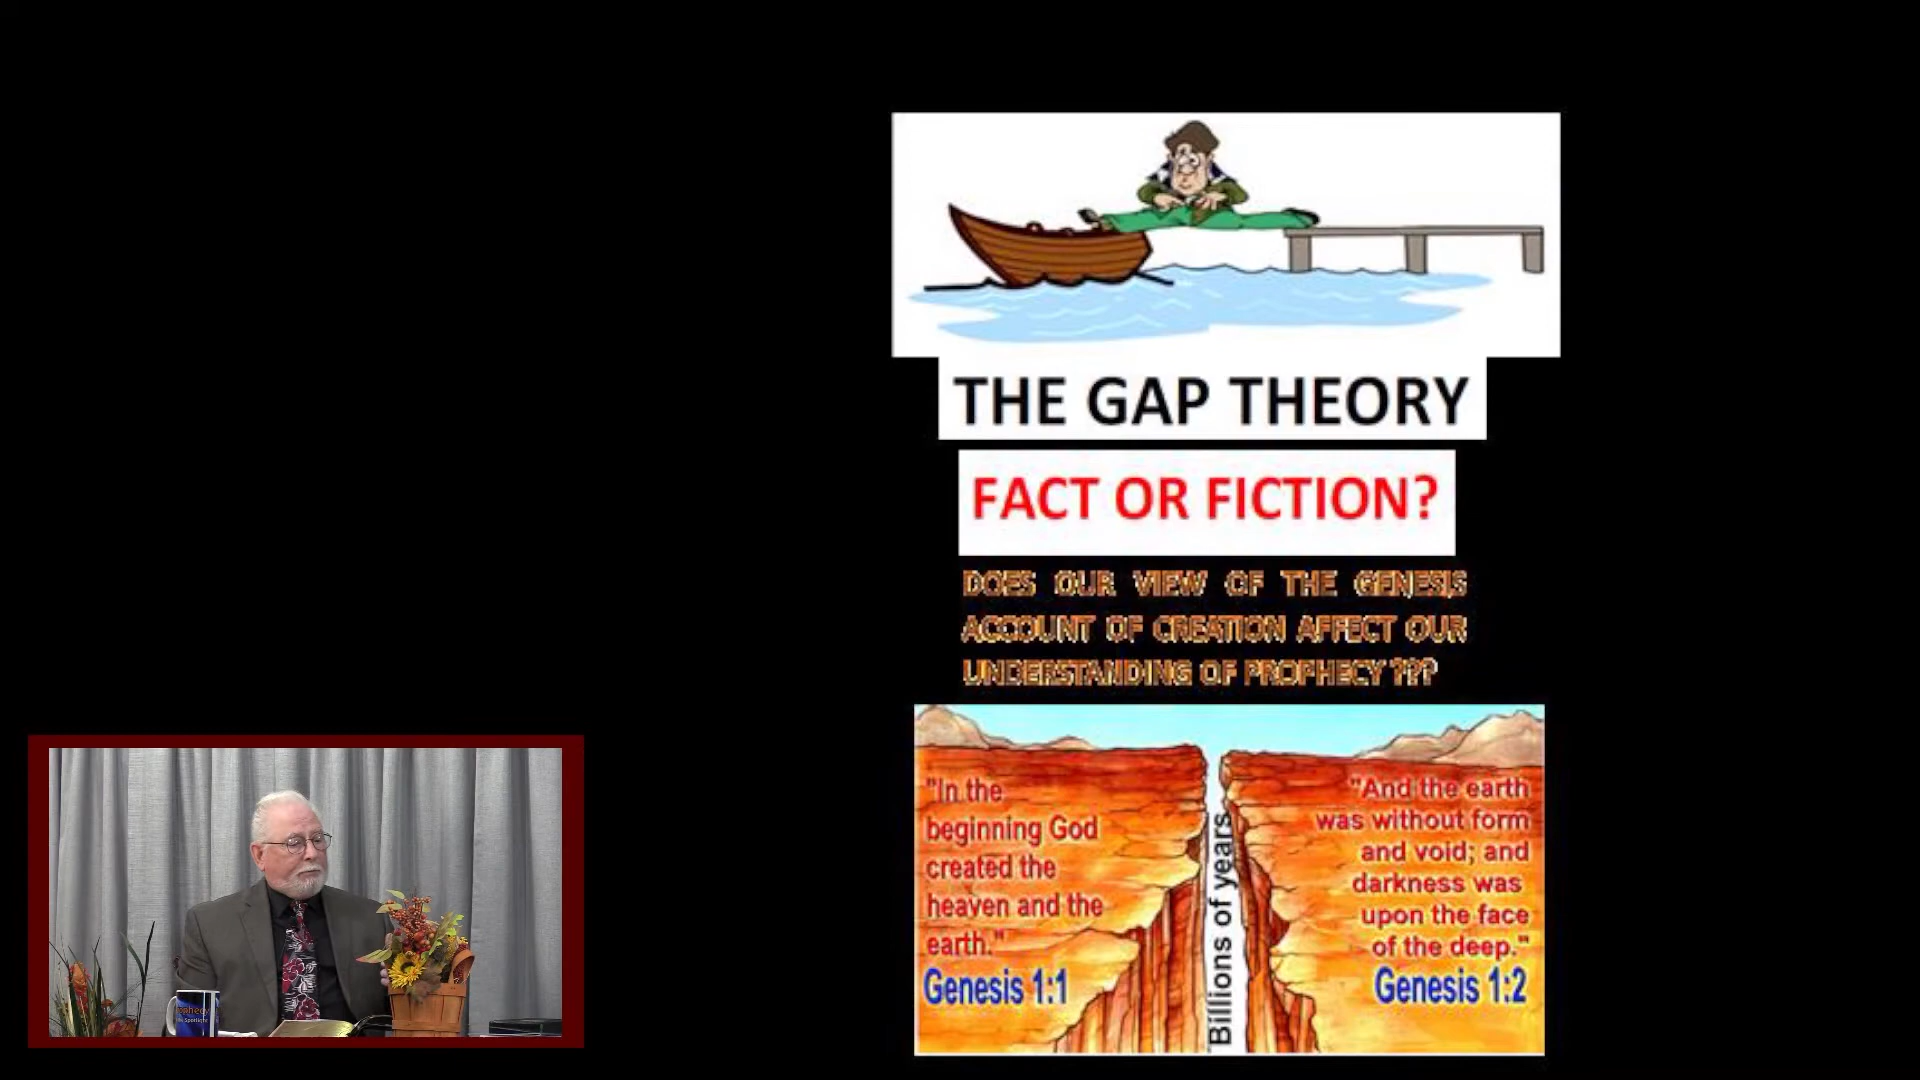 THE GAP THEORY
FACT OR FICTION?
DOES OUR VIEW OF THE GENESIS
ACCOUNT OF CREATION AFFECT OUR
UNDERSTANDING OF PROPHECY ???
"In the
beginning God
created the
heaven and the
earth."
Genesis 1:1
Billions of years
"And the earth
was without form
and void; and
darkness was
upon the face
of the deep."
Genesis 1:2